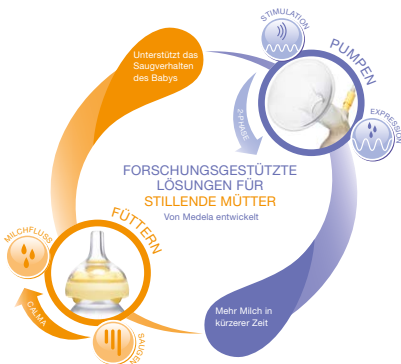 STIMULATION
PUMPEN
Unterstützt das
Saugverhalten
des Babys
2-PHASE
EXPRESSION
FORSCHUNGSGESTÜTZTE
LÖSUNGEN FÜR
STILLENDE MÜTTER
Von Medela entwickelt
FÜTTERN
MILCHFLUSS
CALMA
SAUGEN
Mehr Milch in
kürzerer Zeit